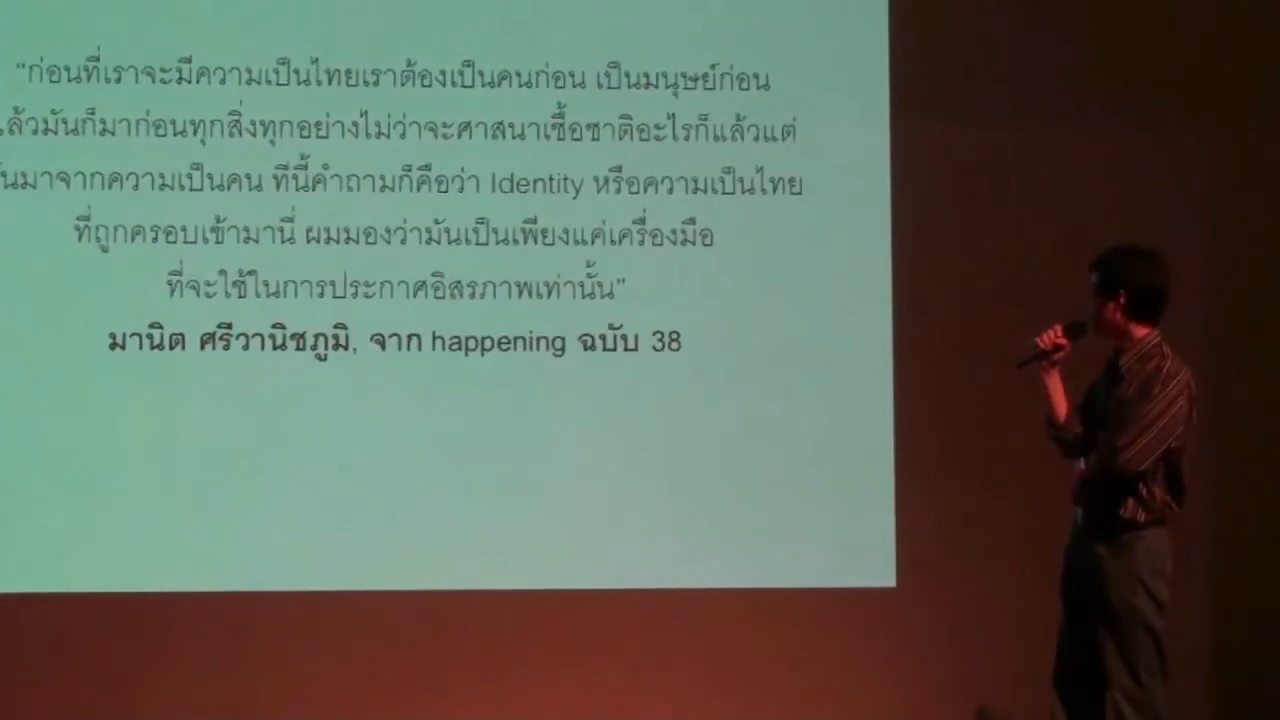 “ก่อนที่เราจะมีความเป็นไทยเราต้องเป็นคนก่อน เป็นมนุษย์ก่อน
ล้วมันก็มาก่อนทุกสิ่งทุกอย่างไม่ว่าจะศาสนาเชื้อชาติอะไรก็แล้วแต่
นมาจากความเป็นคน ทีนี้คำถามก็คือว่า Identity หรือความเป็นไทย
ที่ถูกครอบเข้ามานี่ ผมมองว่ามันเป็นเพียงแค่เครื่องมือ
ที่จะใช้ในการประกาศอิสรภาพเท่านั้น”
มานิต ศรีวานิชภูมิ, จาก happening ฉบับ 38